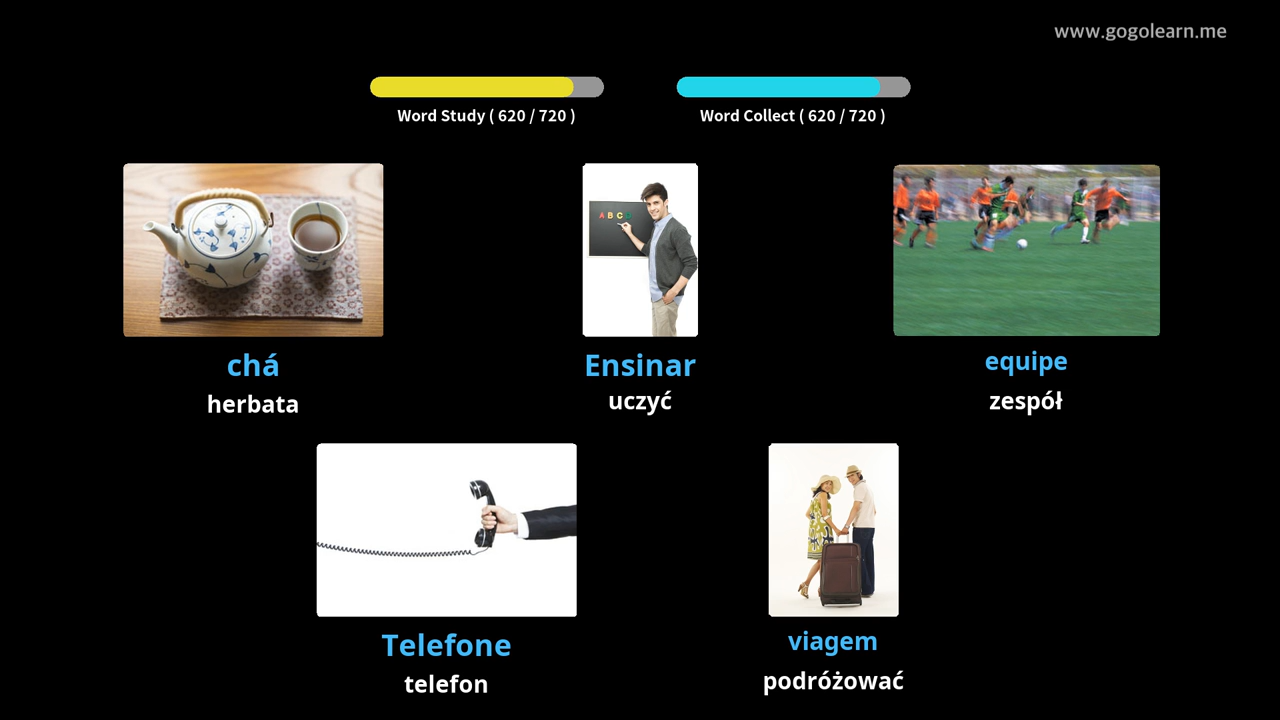 www.gogolearn.me
Word Study ( 620 / 720 )
Word Collect ( 620 / 720 )
A B C D
chá
herbata
Ensinar
uczyć
equipe
zespół
Telefone
telefon
viagem
podróżować